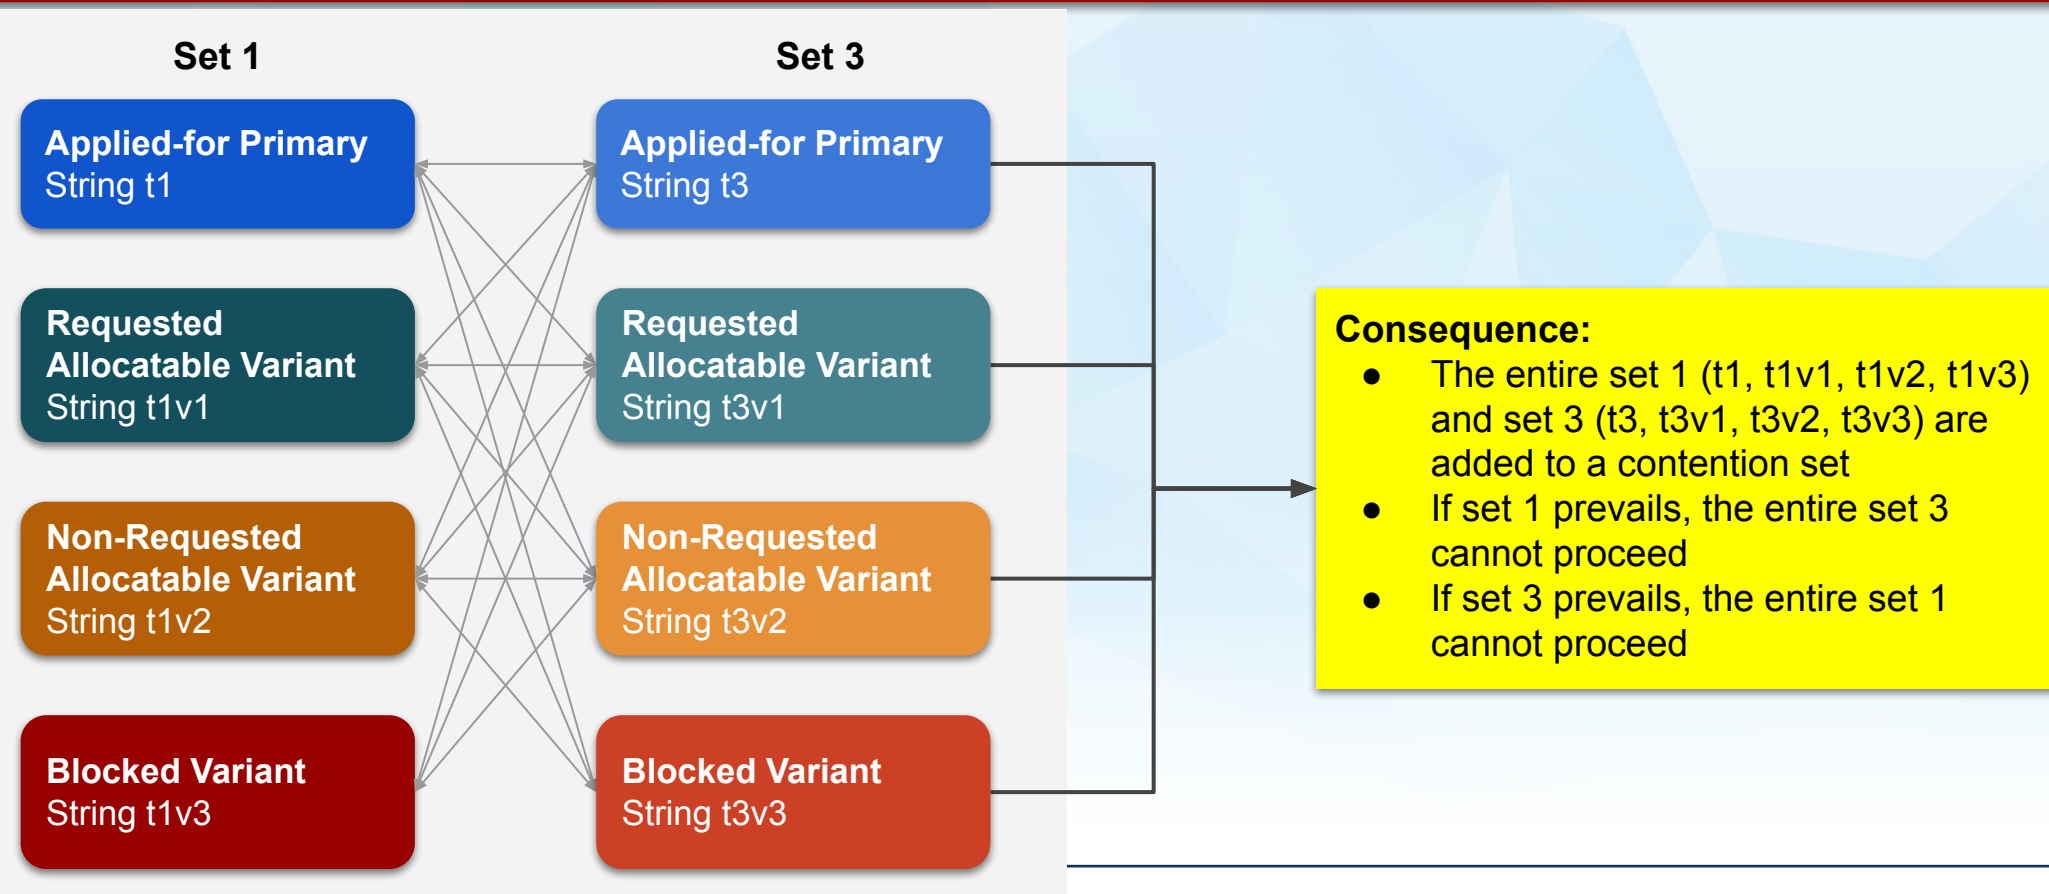 Set 1
Set 3
Applied-for Primary
String t1
Applied-for Primary
String t3
Requested
Allocatable Variant
String t1v1
Requested
Allocatable Variant
String t3v1
Non-Requested
Allocatable Variant
String t1v2
Non-Requested
Allocatable Variant
String t3v2
Blocked Variant
String t1v3
Blocked Variant
String t3v3
Consequence:
● The entire set 1 (t1, t1v1, t1v2, t1v3)
and set 3 (t3, t3v1, t3v2, t3v3) are
added to a contention set
● If set 1 prevails, the entire set 3
cannot proceed
● If set 3 prevails, the entire set 1
cannot proceed